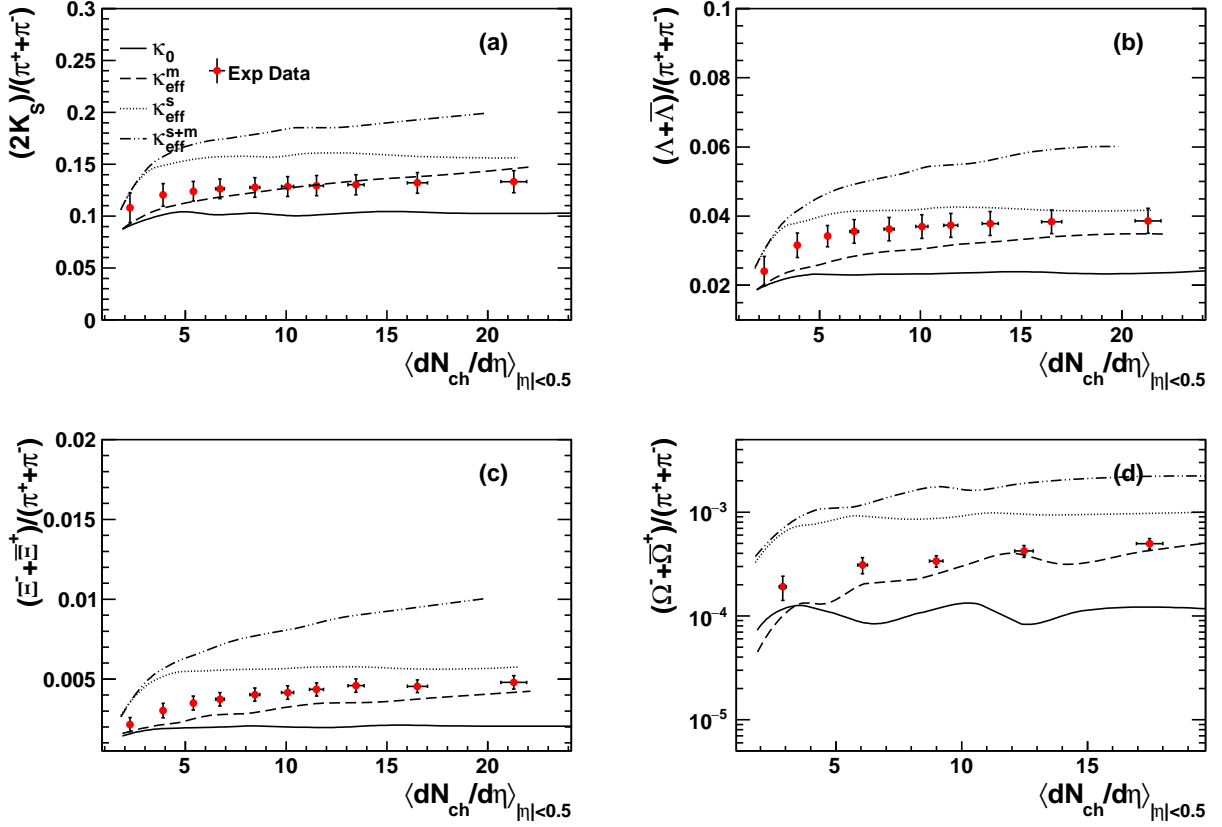 (2K_S)/(π⁺+π⁻)
0.3
0.25
0.2
0.15
0.1
0.05
0
(a)
κ_0
κ_eff^m
κ_eff^s
κ_eff^{s+m}
Exp Data
5 10 15 20
⟨dN_ch/dη⟩_|η|<0.5
(Λ+Λ̅)/(π⁺+π⁻)
0.1
0.08
0.06
0.04
0.02
(b)
5 10 15 20
⟨dN_ch/dη⟩_|η|<0.5
(Ξ⁻+Ξ̅⁺)/(π⁺+π⁻)
0.02
0.015
0.01
0.005
(c)
5 10 15 20
⟨dN_ch/dη⟩_|η|<0.5
(Ω⁻+Ω̅⁺)/(π⁺+π⁻)
10⁻³
10⁻⁴
10⁻⁵
(d)
5 10 15
⟨dN_ch/dη⟩_|η|<0.5